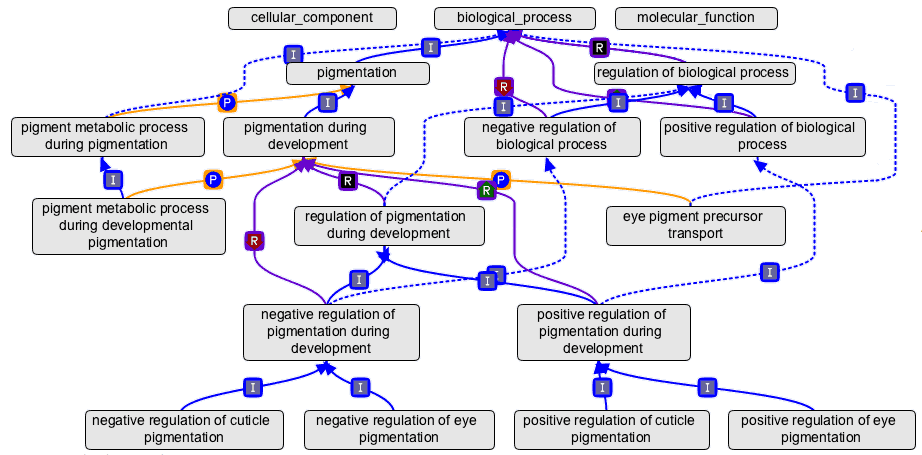 cellular_component
biological_process
molecular_function
I
I
R
pigmentation
regulation of biological process
R
I
P
I
I
I
I
pigment metabolic process
during pigmentation
pigmentation during
development
negative regulation of
biological process
positive regulation of biological
process
I
P
R
P
R
pigment metabolic process
during developmental
pigmentation
regulation of pigmentation
during development
eye pigment precursor
transport
R
I
I
I
I
negative regulation of
pigmentation during
development
positive regulation of
pigmentation during
development
I
I
I
I
negative regulation of cuticle
pigmentation
negative regulation of eye
pigmentation
positive regulation of cuticle
pigmentation
positive regulation of eye
pigmentation